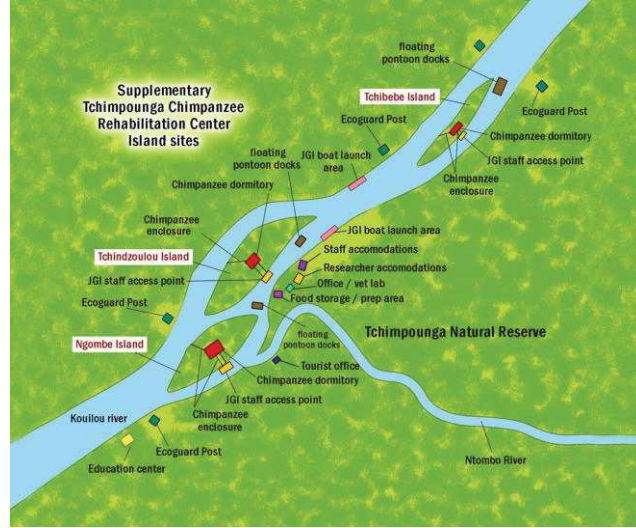 Supplementary
Tchimpounga Chimpanzee
Rehabilitation Center
Island sites
floating
pontoon docks
Tchibebe Island
Ecoguard
Post
Ecoguard Post
Chimpanzee dormitory
JGI staff access point
Chimpanzee
enclosure
floating
pontoon docks
JGI boat launch
area
Chimpanzee dormitory
Chimpanzee
enclosure
JGI boat launch area
Tchindzoulou Island
Staff accomodations
Researcher accomodations
JGI staff access point
Office / vet lab
Food storage / prep area
Ecoguard Post
floating
pontoon docks
Tchimpounga Natural Reserve
Ngombe Island
Tourist office
Chimpanzee dormitory
JGI staff access point
Chimpanzee
enclosure
Kouilou river
Ecoguard Post
Education center
Ntombo River